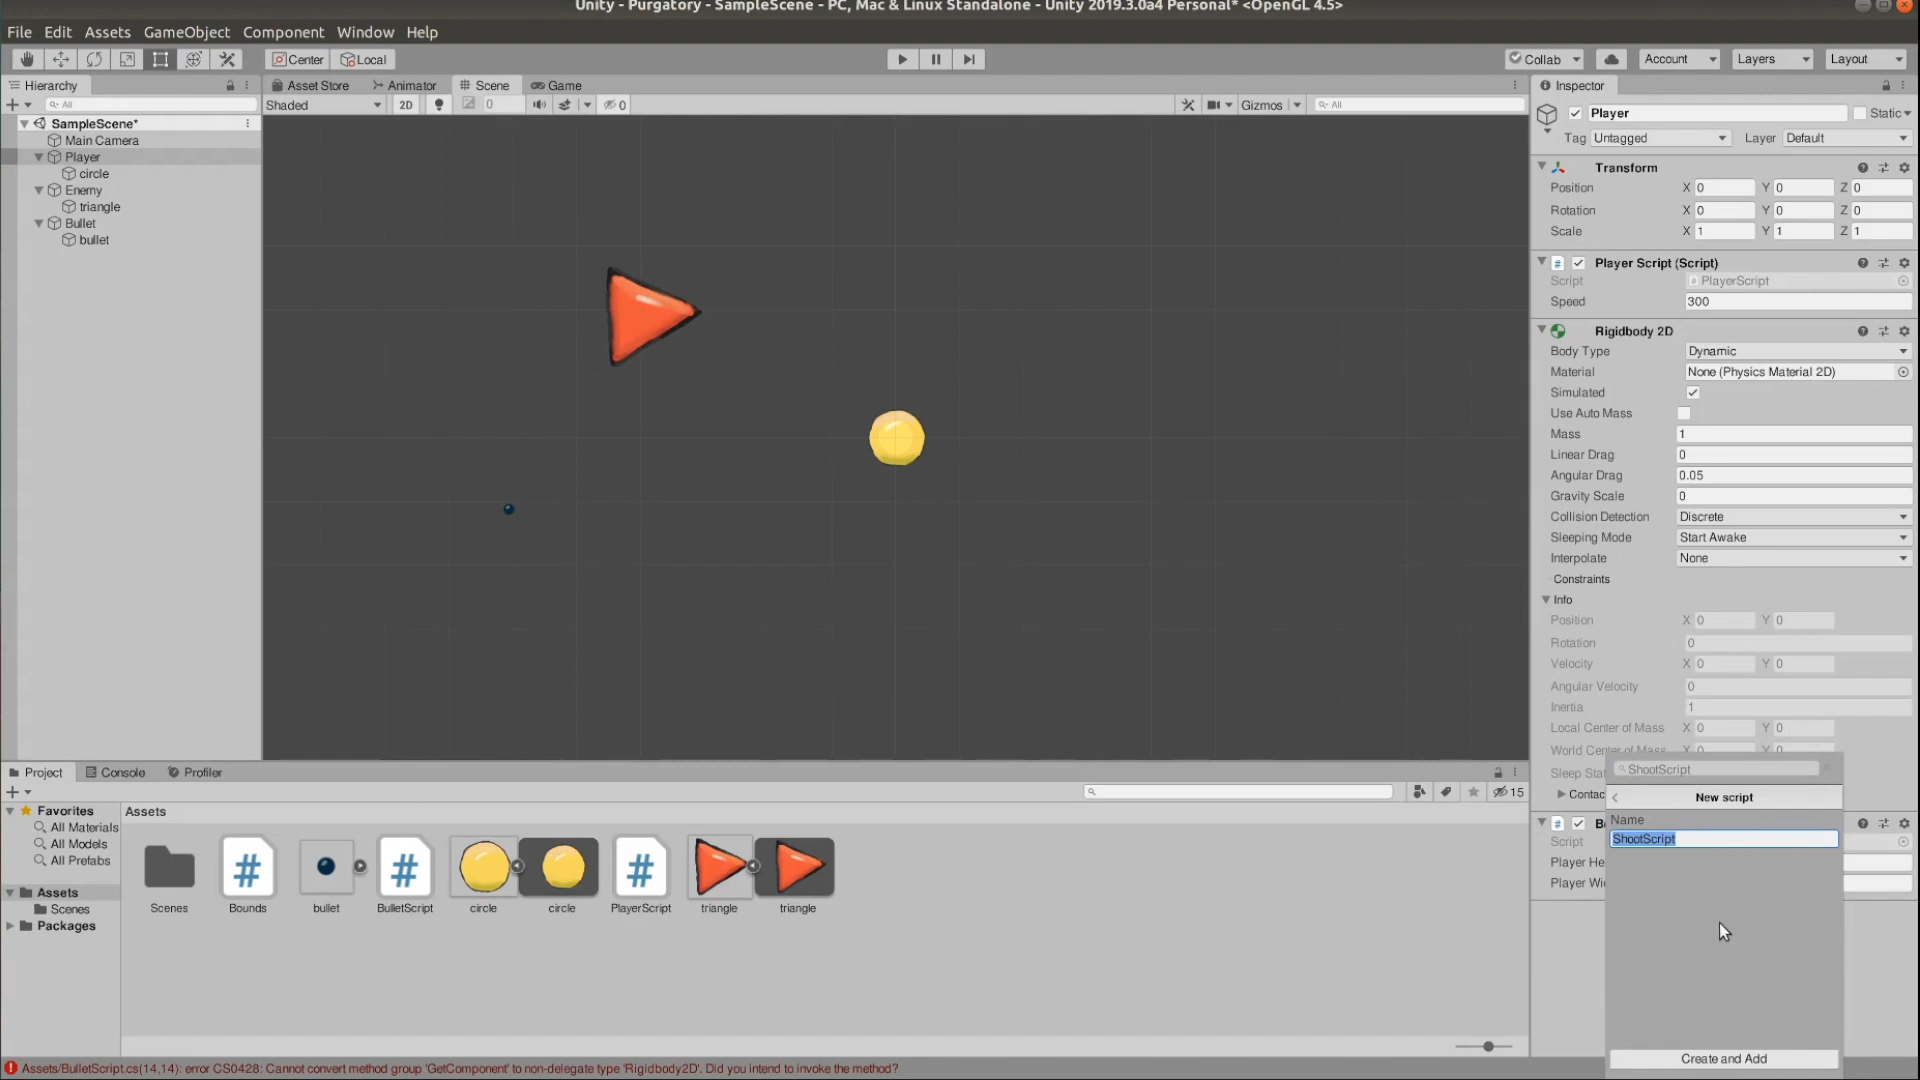 Unity - Purgatory - SampleScene - PC, Mac & Linux Standalone - Unity 2019.3.0a4 Personal* <OpenGL 4.5>
File Edit Assets GameObject Component Window Help
Center Local Collab Account Layers Layout
Hierarchy Asset Store Animator Scene Game Inspector
All Shaded 2D 0 0 Gizmos All
SampleScene*
Main Camera
Player
circle
Enemy
triangle
Bullet
bullet
Player Static
Tag Untagged Layer Default
Transform
Position X 0 Y 0 Z 0
Rotation X 0 Y 0 Z 0
Scale X 1 Y 1 Z 1
# Player Script (Script)
Script PlayerScript
Speed 300
Rigidbody 2D
Body Type Dynamic
Material None (Physics Material 2D)
Simulated
Use Auto Mass
Mass 1
Linear Drag 0
Angular Drag 0.05
Gravity Scale 0
Collision Detection Discrete
Sleeping Mode Start Awake
Interpolate None
Constraints
Info
Position X 0 Y 0
Rotation 0
Velocity X 0 Y 0
Angular Velocity 0
Inertia 1
Local Center of Mass X 0 Y 0
World Center of Mass X 0 Y 0
Sleep Sta
Contac
# B
Script
Player He
Player Wi
ShootScript
New script
Name
ShootScript
Create and Add
Project Console Profiler
15
Favorites
All Materials
All Models
All Prefabs
Assets
Scenes
Packages
Assets
# # #
Scenes Bounds bullet BulletScript circle circle PlayerScript triangle triangle
Assets/BulletScript.cs(14,14): error CS0428: Cannot convert method group 'GetComponent' to non-delegate type 'Rigidbody2D'. Did you intend to invoke the method?